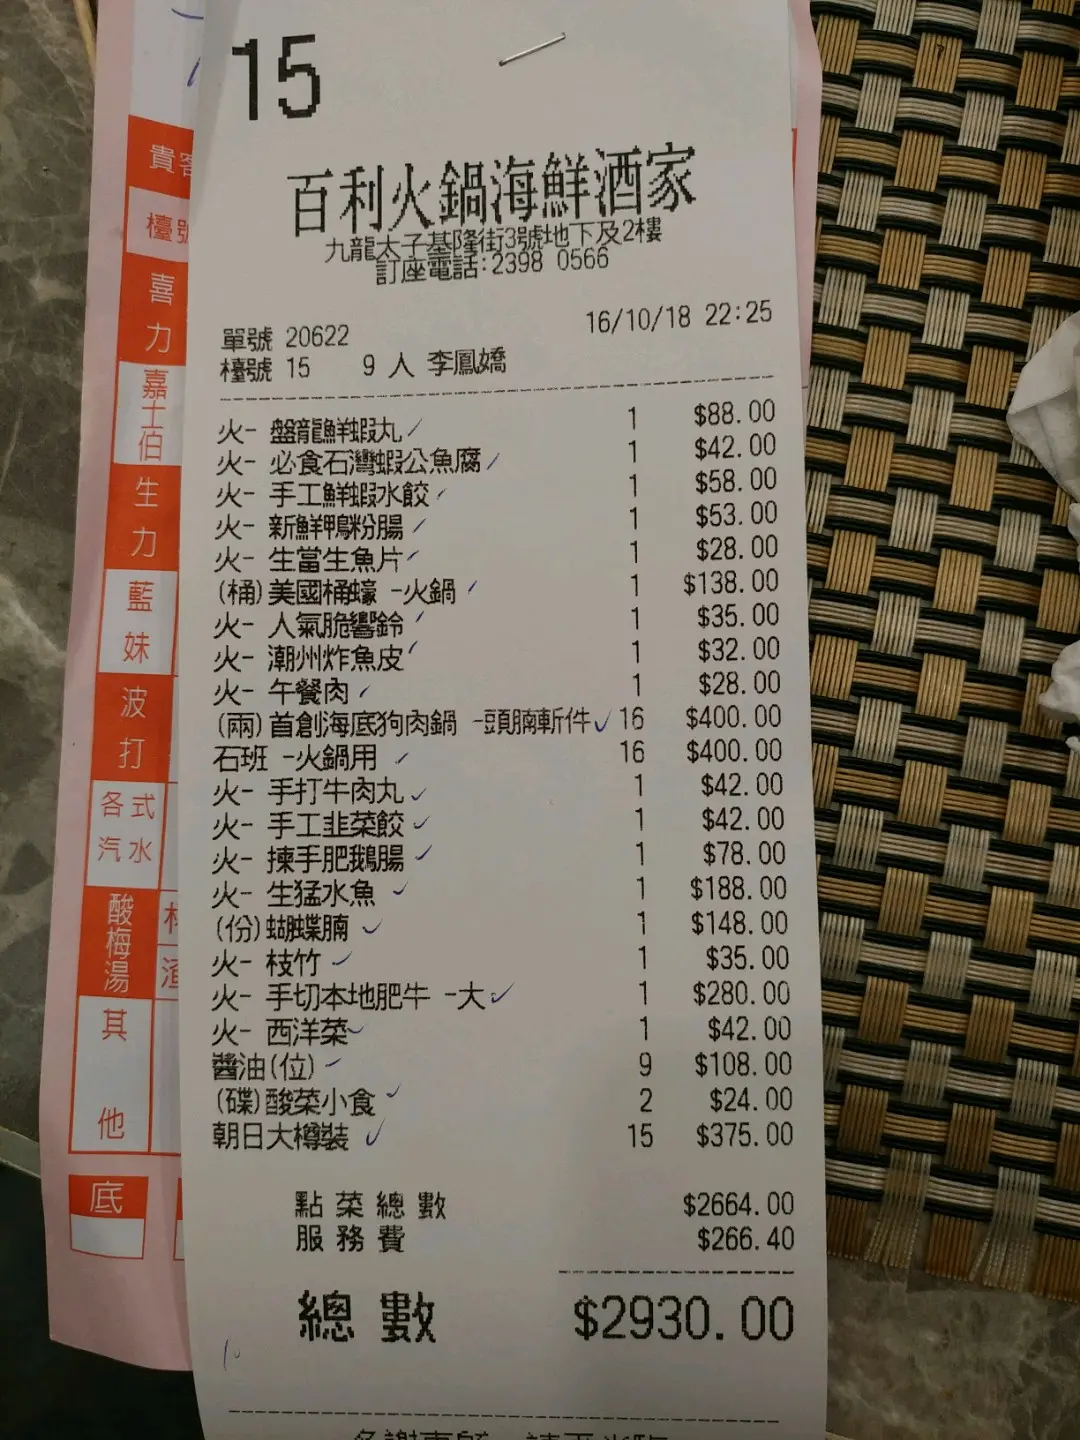 15
百利火鍋海鮮酒家
九龍太子基隆街3號地下及2樓
訂座電話:2398 0566
單號 20622 16/10/18 22:25
檯號 15 9 人 李鳳嬌
火- 盤龍鮮蝦丸 1 $88.00
火- 必食石灣蝦公魚腐 1 $42.00
火- 手工鮮蝦水餃 1 $58.00
火- 新鮮鴨粉腸 1 $53.00
火- 生當生魚片 1 $28.00
(桶)美國桶蠔 -火鍋 1 $138.00
火- 人氣脆響鈴 1 $35.00
火- 潮州炸魚皮 1 $32.00
火- 午餐肉 1 $28.00
(兩)首創海底狗肉鍋 -頭腩斬件 16 $400.00
石班 -火鍋用 16 $400.00
火- 手打牛肉丸 1 $42.00
火- 手工韭菜餃 1 $42.00
火- 揀手肥鵝腸 1 $78.00
火- 生猛水魚 1 $188.00
(份)蝴蝶腩 1 $148.00
火- 枝竹 1 $35.00
火- 手切本地肥牛 -大 1 $280.00
火- 西洋菜 1 $42.00
醬油(位) 9 $108.00
(碟)酸菜小食 2 $24.00
朝日大樽裝 15 $375.00
點菜總數 $2664.00
服務費 $266.40
總數 $2930.00
貴客
檯號
喜力
嘉士伯
生力
藍妹
波打
各式汽水
酸梅湯
其他
底